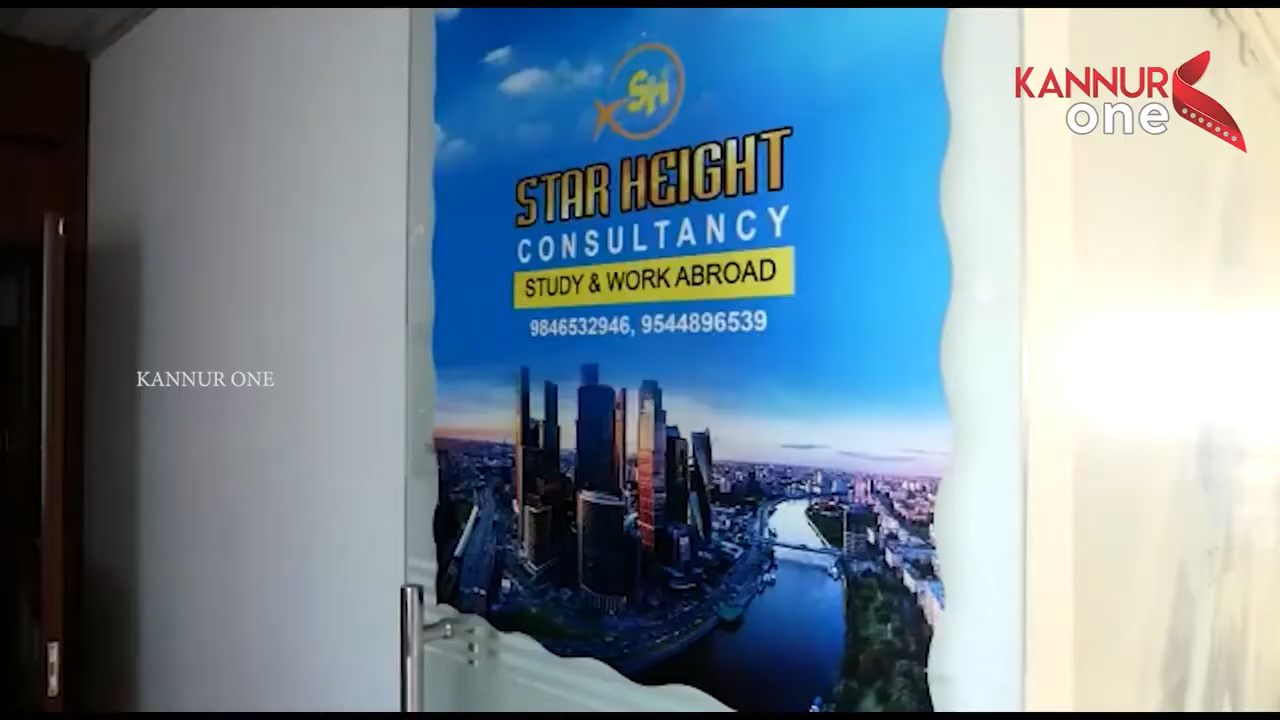 KANNUR
one
SH
STAR HEIGHT
CONSULTANCY
STUDY & WORK ABROAD
9846532946, 9544896539
KANNUR ONE